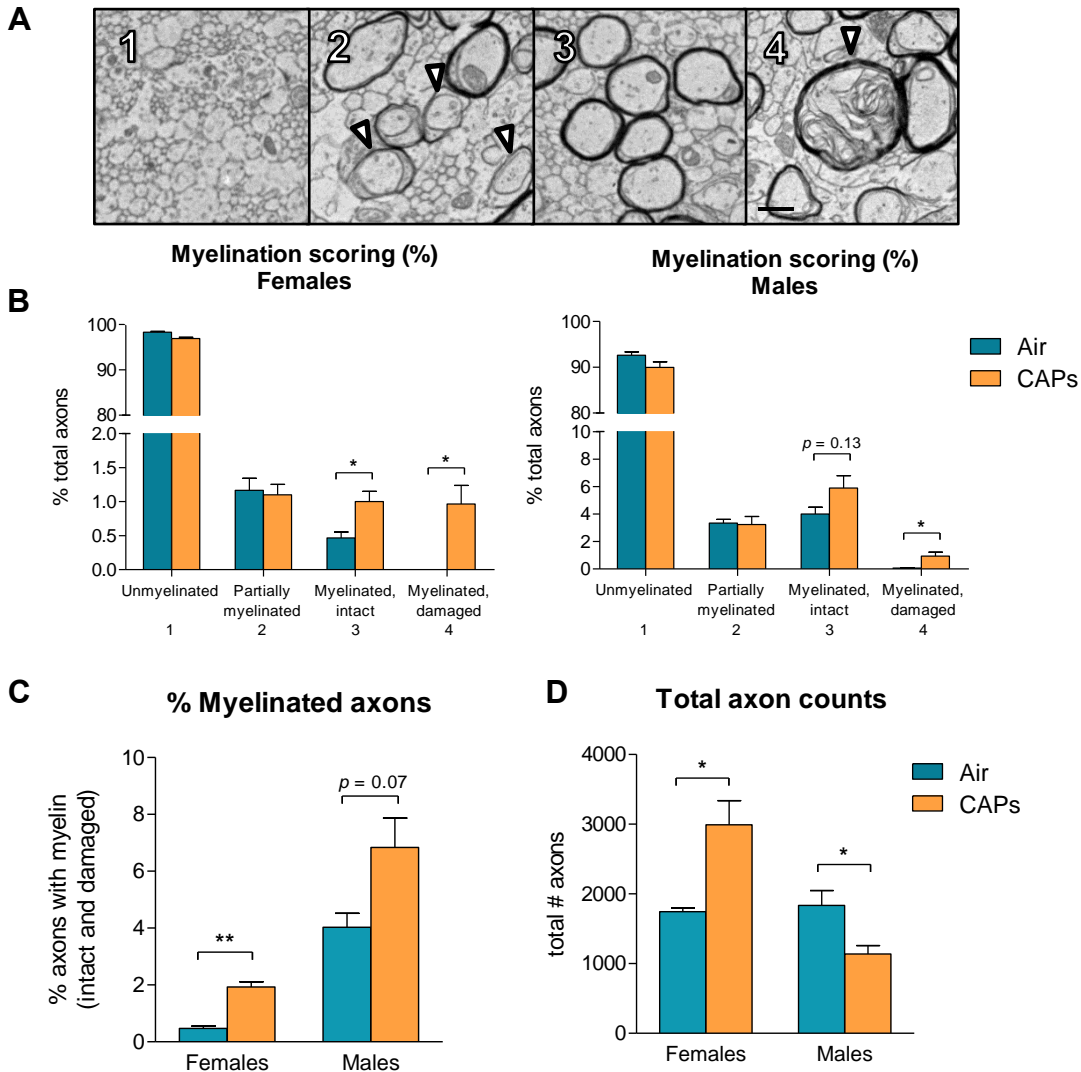 A
1 2 3 4
B
Myelination scoring (%)
Females
100
90
80
2.0
1.5
1.0
0.5
0.0
% total axons
*
*
Unmyelinated
Partially
myelinated
Myelinated,
intact
Myelinated,
damaged
1 2 3 4
Myelination scoring (%)
Males
100
90
80
10
8
6
4
2
0
% total axons
p = 0.13
*
Unmyelinated
Partially
myelinated
Myelinated,
intact
Myelinated,
damaged
1 2 3 4
Air
CAPs
C
% Myelinated axons
10
8
6
4
2
0
% axons with myelin
(intact and damaged)
**
p = 0.07
Females Males
D
Total axon counts
4000
3000
2000
1000
0
total # axons
*
*
Females Males
Air
CAPs